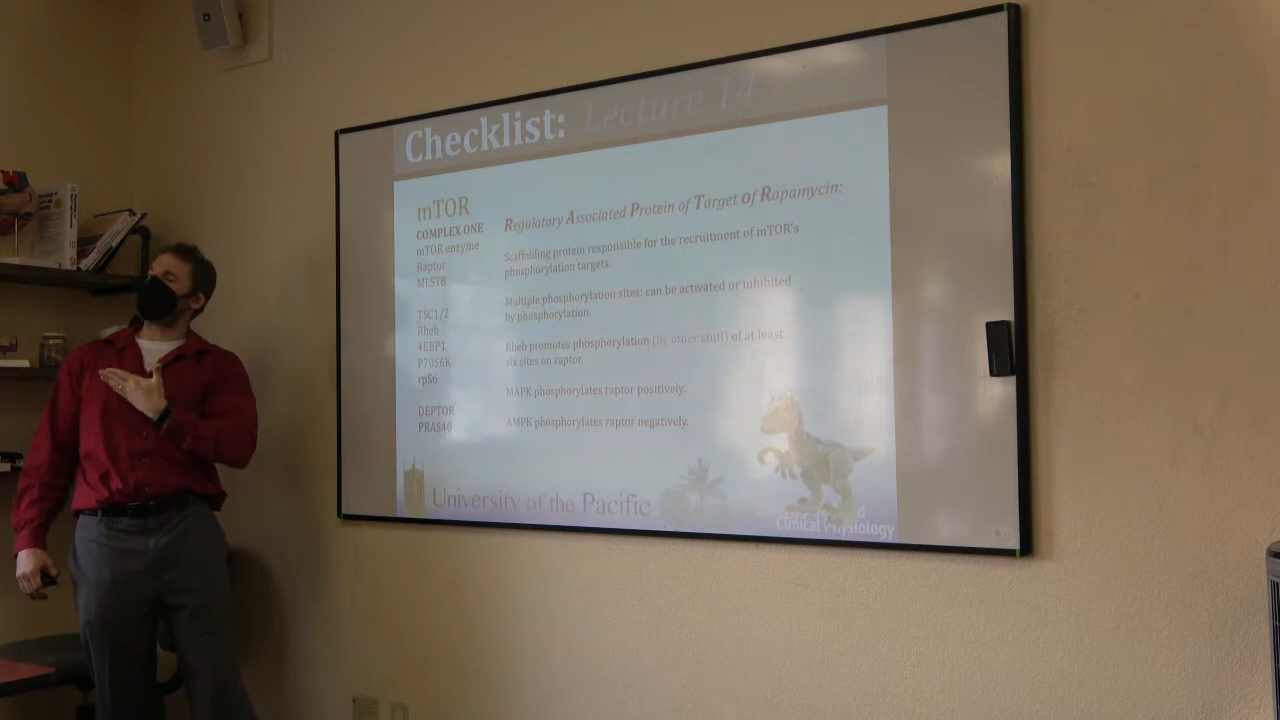 Checklist: Lecture 14
mTOR
COMPLEX ONE
mTOR enzyme
Raptor
MLST8
TSC1/2
Rheb
4EBP1
P70S6K
rpS6
DEPTOR
PRAS40
Regulatory Associated Protein of Target of Rapamycin:
Scaffolding protein responsible for the recruitment of mTOR's
phosphorylation targets.
Multiple phosphorylation sites: can be activated or inhibited
by phosphorylation.
Rheb promotes phosphorylation (by other stuff) of at least
six sites on raptor.
MAPK phosphorylates raptor positively.
AMPK phosphorylates raptor negatively.
University of the Pacific
Clinical Physiology